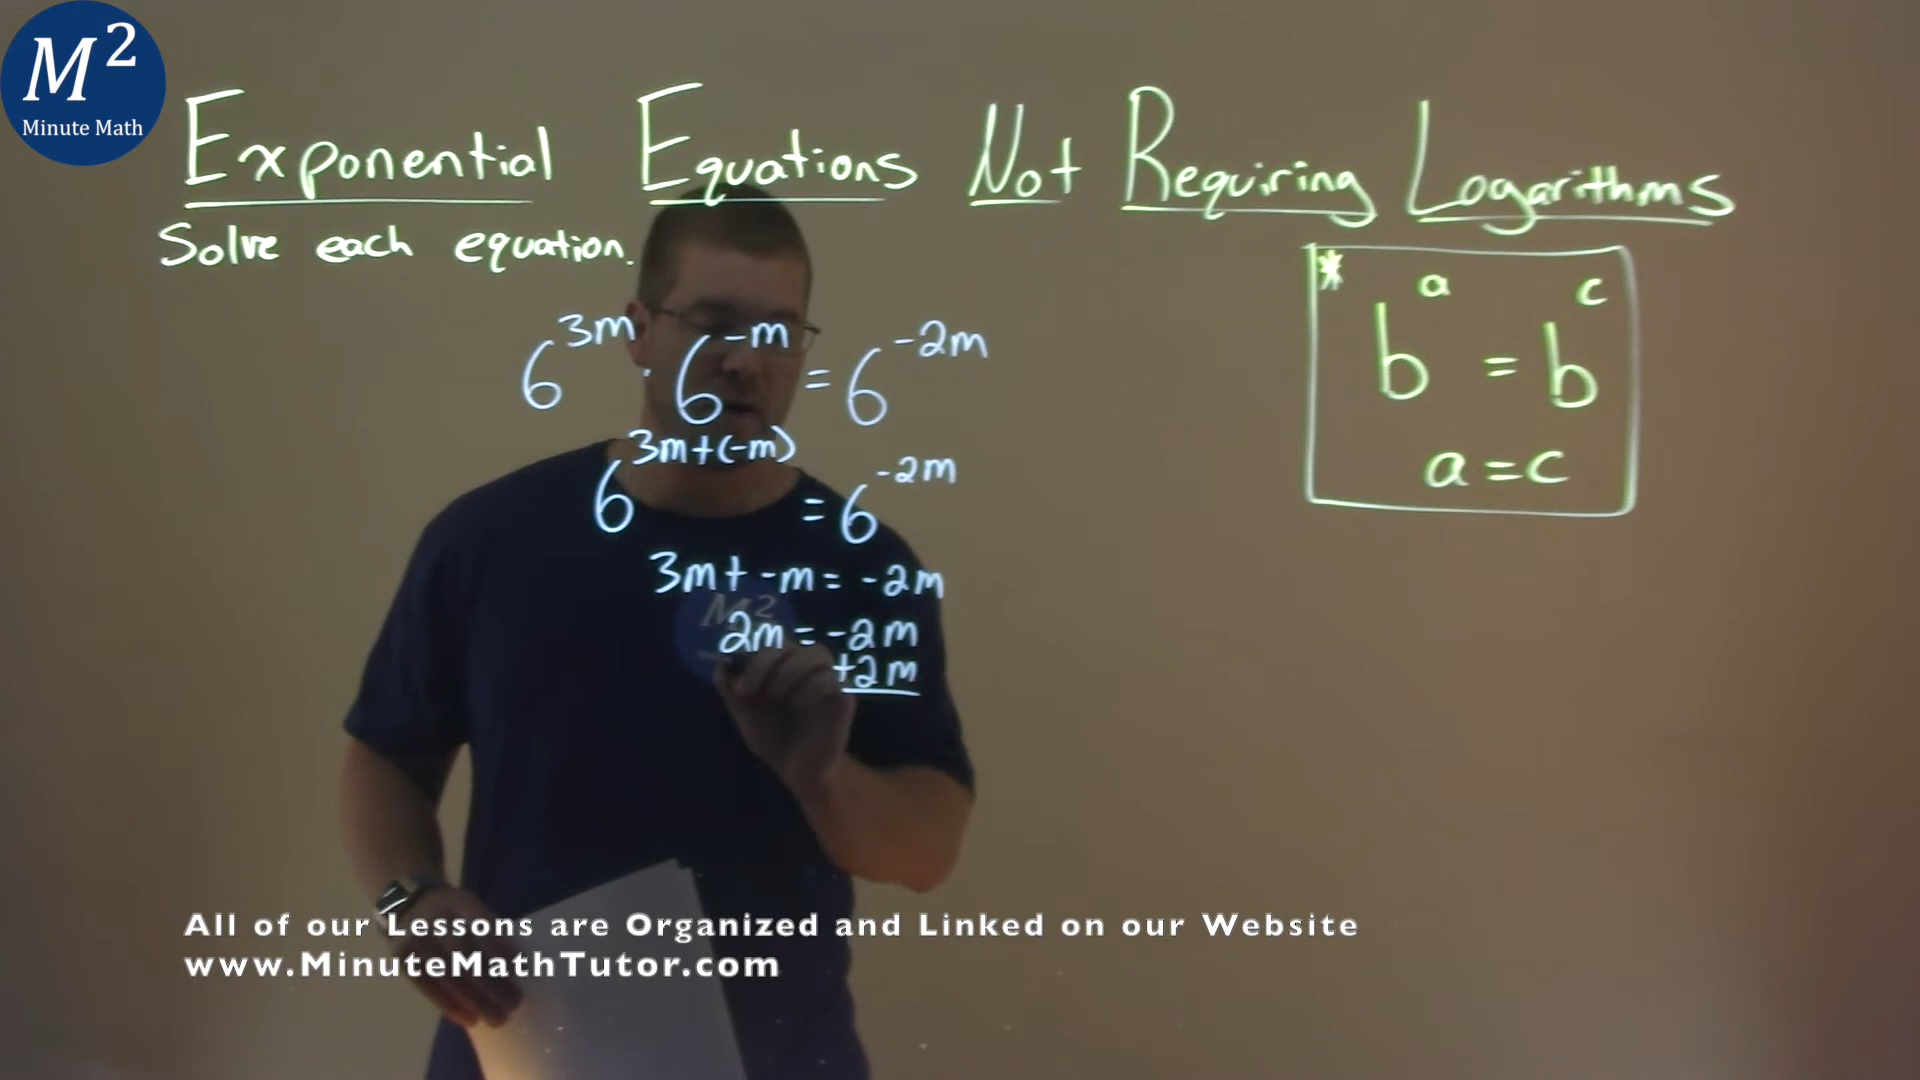 M²
Minute Math
Exponential Equations Not Requiring Logarithms
Solve each equation.
* b^a = b^c
a = c
6^3m · 6^-m = 6^-2m
6^3m+(-m) = 6^-2m
3m + -m = -2m
M²
2m = -2m
+2m
All of our Lessons are Organized and Linked on our Website
www.MinuteMathTutor.com